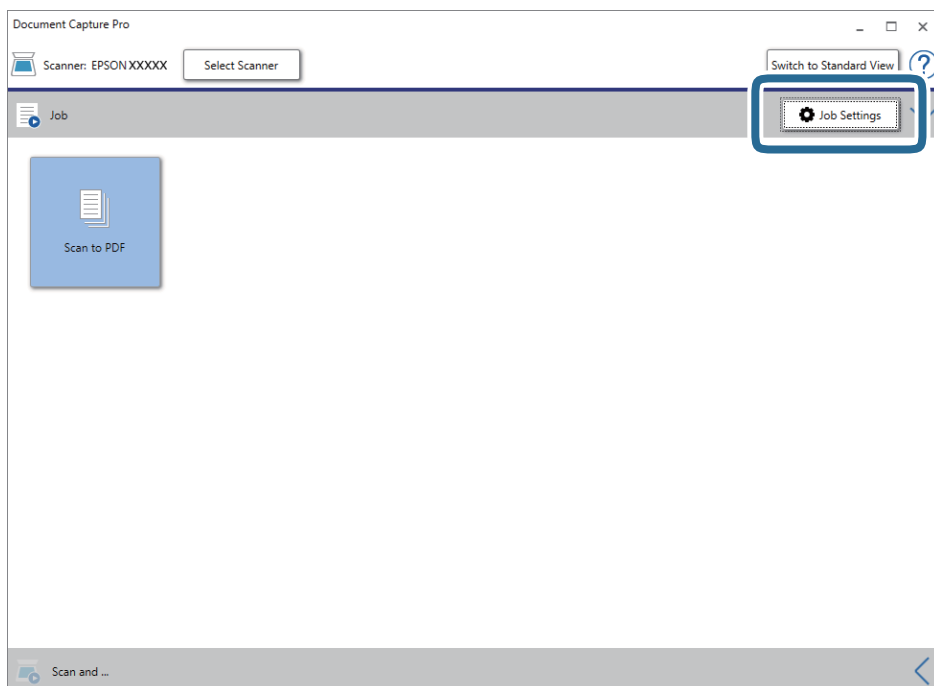 Document Capture Pro
Scanner: EPSON XXXXX
Select Scanner
Switch to Standard View
?
Job
Job Settings
Scan to PDF
Scan and ...